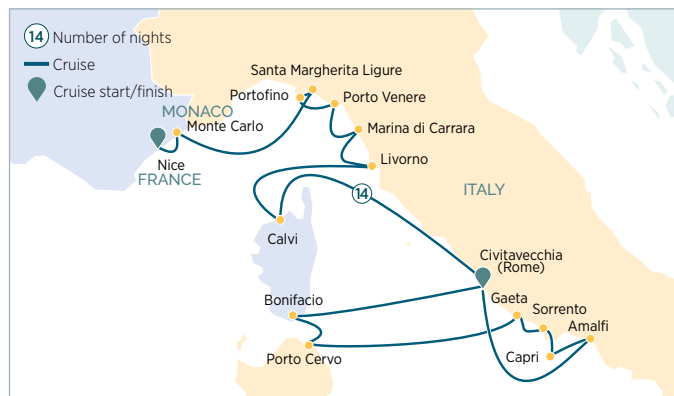 14 Number of nights
Cruise
Cruise start/finish
Santa Margherita Ligure
Portofino
Porto Venere
MONACO
Monte Carlo
Marina di Carrara
Nice
Livorno
FRANCE
ITALY
14
Calvi
Civitavecchia
(Rome)
Bonifacio
Gaeta
Sorrento
Amalfi
Porto Cervo
Capri